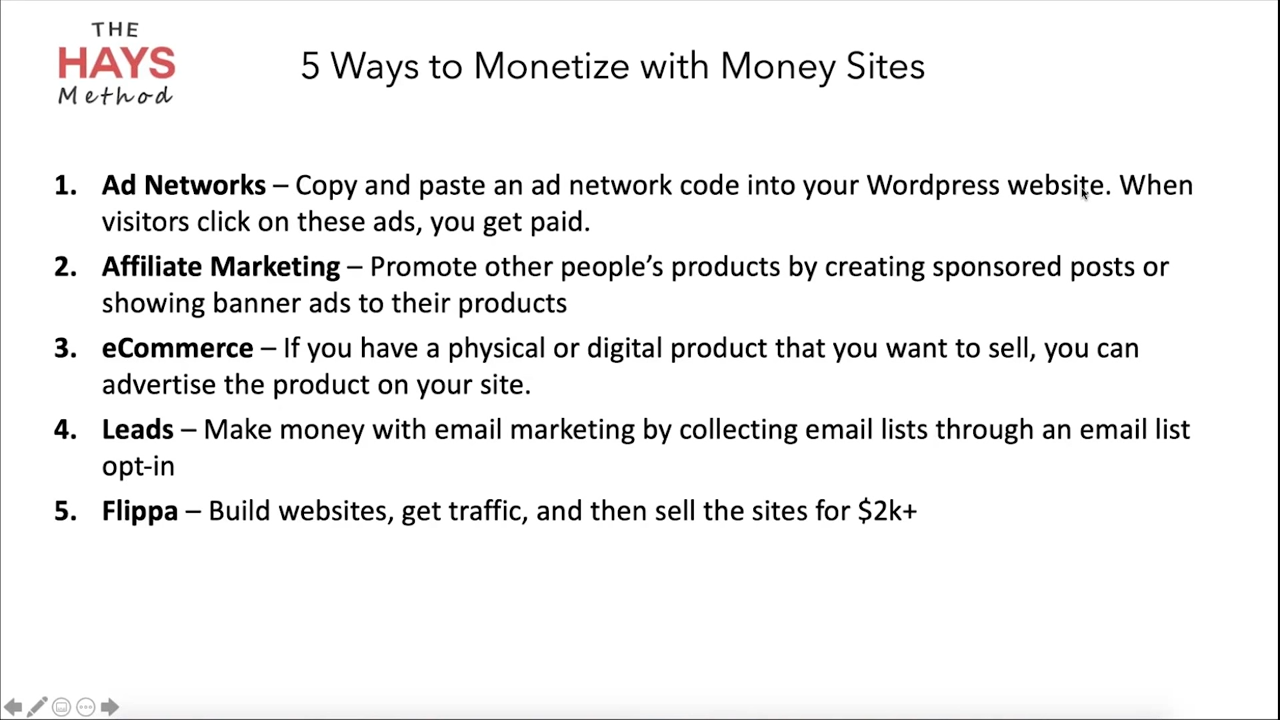 THE
HAYS
Method
5 Ways to Monetize with Money Sites
1. Ad Networks – Copy and paste an ad network code into your Wordpress website. When
visitors click on these ads, you get paid.
2. Affiliate Marketing – Promote other people’s products by creating sponsored posts or
showing banner ads to their products
3. eCommerce – If you have a physical or digital product that you want to sell, you can
advertise the product on your site.
4. Leads – Make money with email marketing by collecting email lists through an email list
opt-in
5. Flippa – Build websites, get traffic, and then sell the sites for $2k+